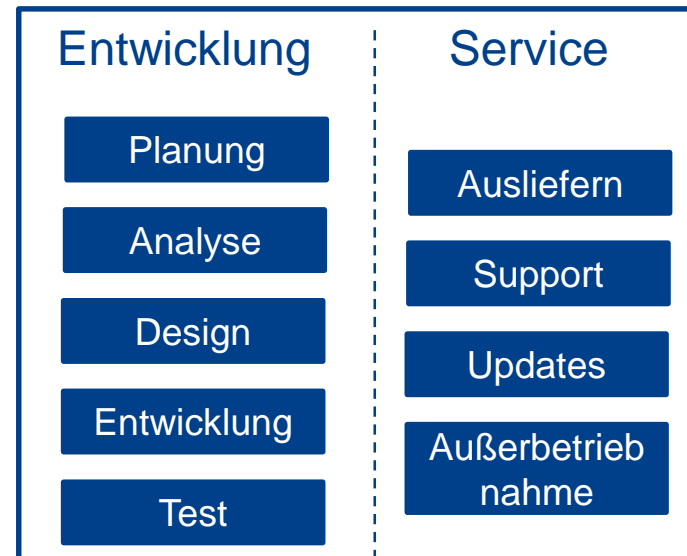 Entwicklung
Planung
Analyse
Design
Entwicklung
Test
Service
Ausliefern
Support
Updates
Außerbetrieb
nahme